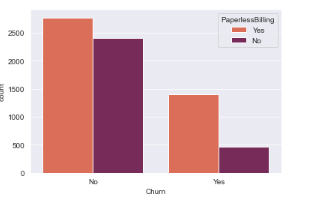 PaperlessBilling
Yes
No
2500
2000
1500
1000
500
0
count
No
Yes
Churn